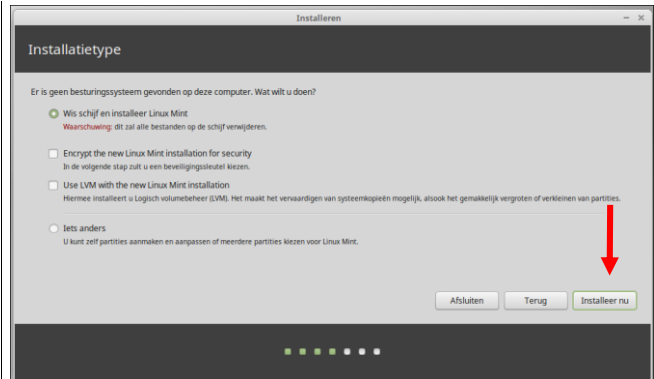 Installeren
Installatietype
Er is geen besturingssysteem gevonden op deze computer. Wat wilt u doen?
Wis schijf en installeer Linux Mint
Waarschuwing: dit zal alle bestanden op de schijf verwijderen.
Encrypt the new Linux Mint installation for security
In de volgende stap zult u een beveiligingssleutel kiezen.
Use LVM with the new Linux Mint installation
Hiermee installeert u Logisch volumebeheer (LVM). Het maakt het vervaardigen van systeemkopieën mogelijk, alsook het gemakkelijk vergroten of verkleinen van partities.
Iets anders
U kunt zelf partities aanmaken en aanpassen of meerdere partities kiezen voor Linux Mint.
Afsluiten Terug Installeer nu